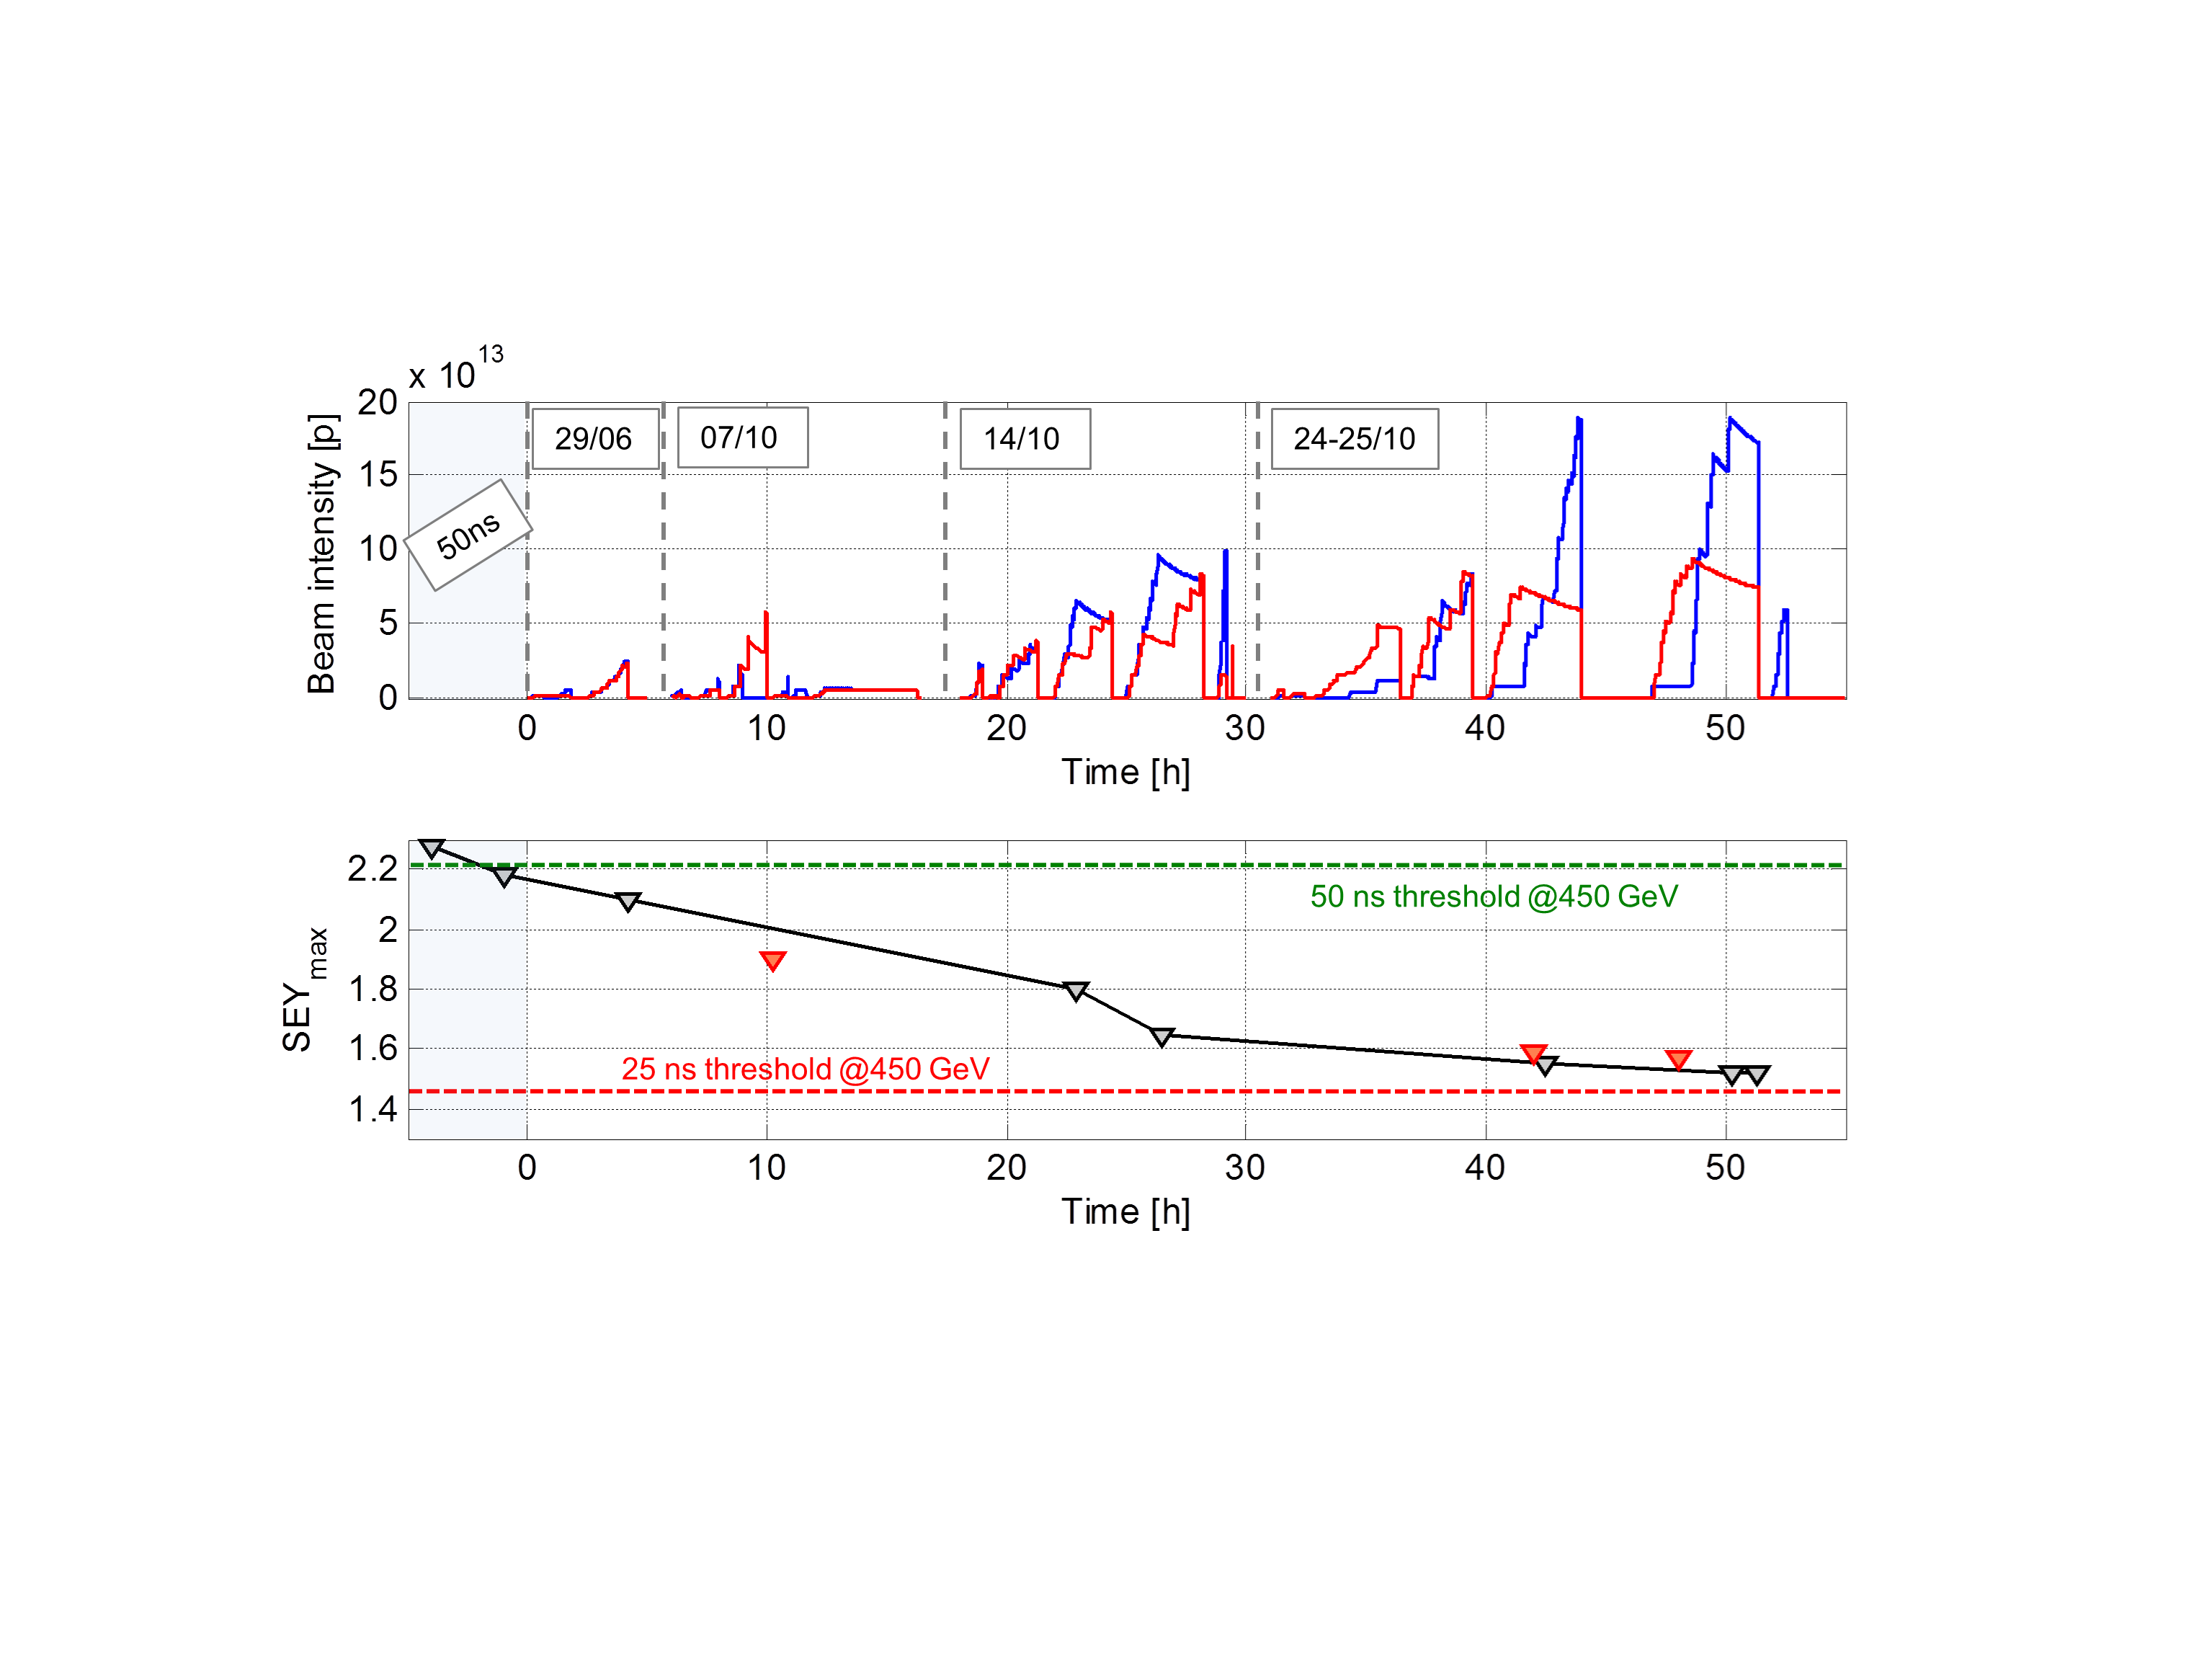 x 10^13
Beam intensity [p]
20
15
10
5
0
50ns
29/06
07/10
14/10
24-25/10
0 10 20 30 40 50
Time [h]
SEY_max
2.2
2
1.8
1.6
1.4
50 ns threshold @450 GeV
25 ns threshold @450 GeV
0 10 20 30 40 50
Time [h]